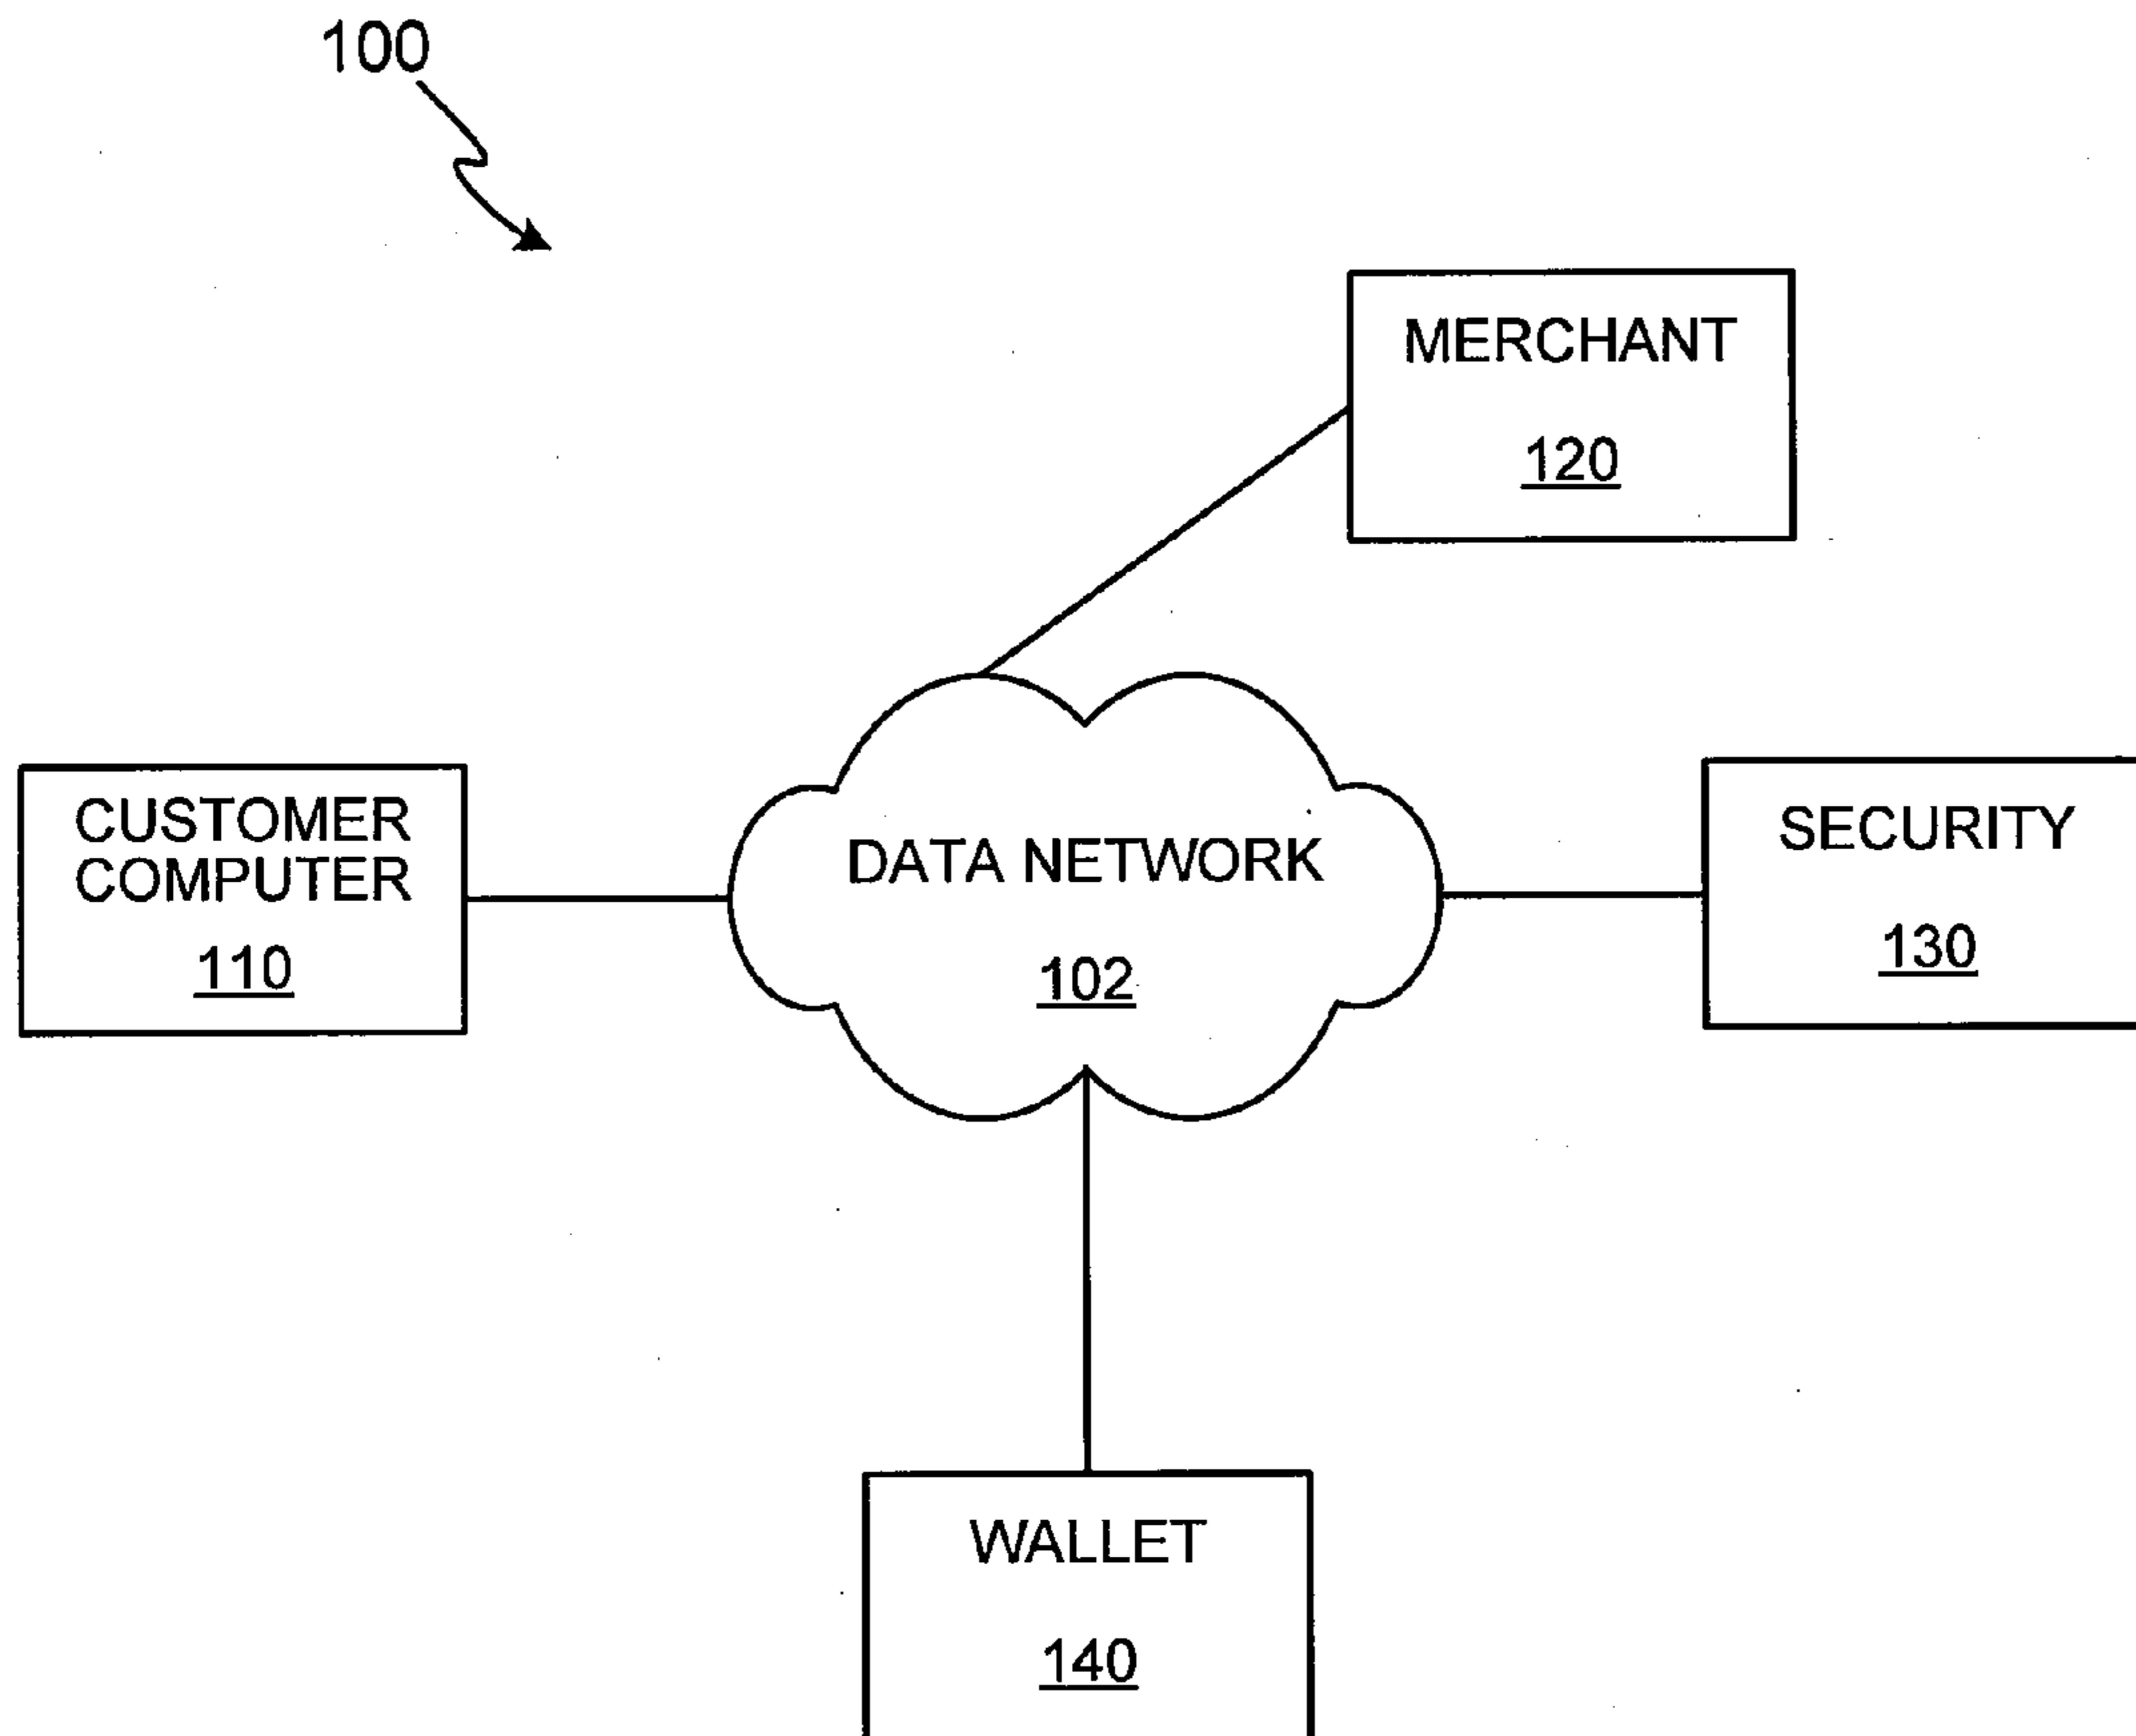 100
MERCHANT
120
CUSTOMER
COMPUTER
110
DATA NETWORK
102
SECURITY
130
WALLET
140